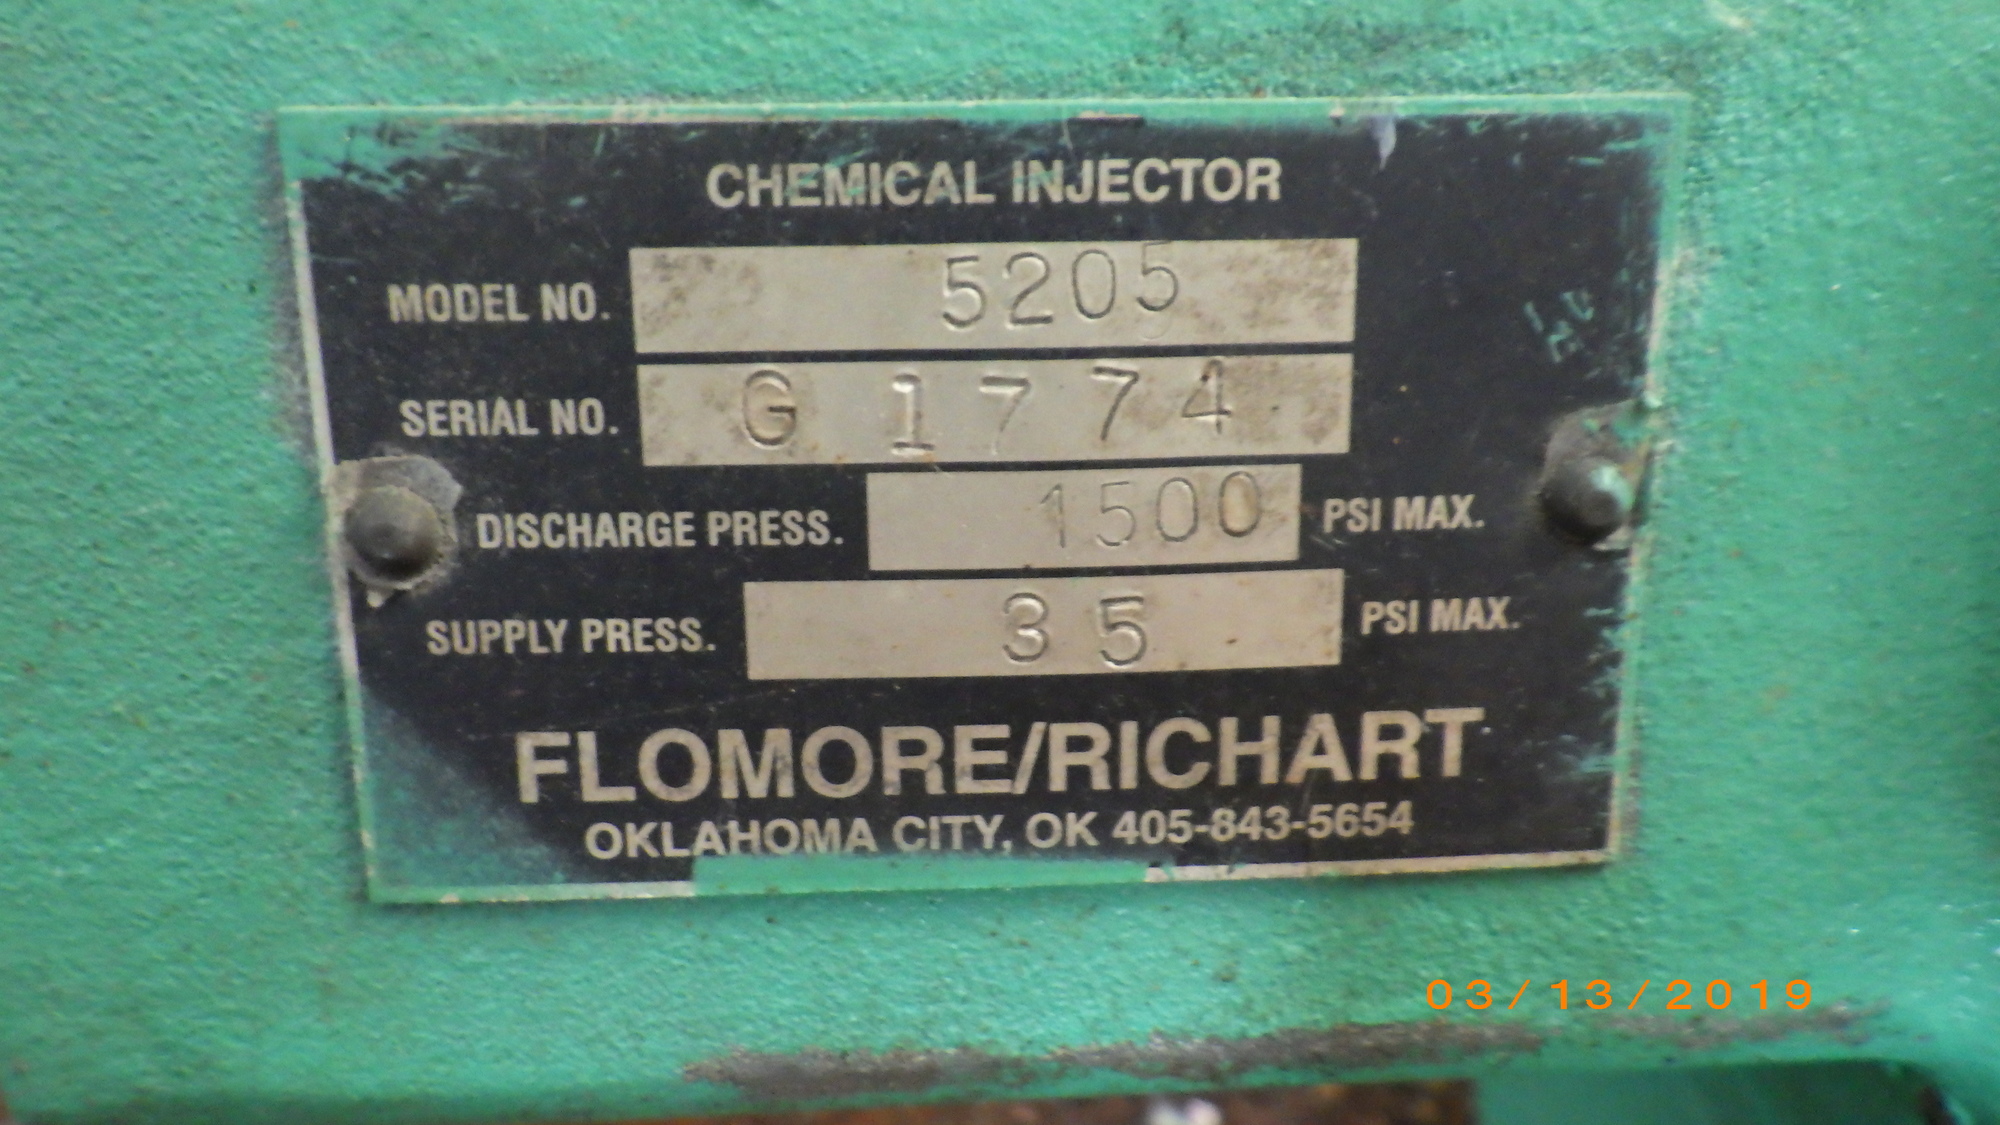 CHEMICAL INJECTOR
MODEL NO. 5205
SERIAL NO. G 1774
DISCHARGE PRESS. 1500 PSI MAX.
SUPPLY PRESS. 35 PSI MAX.
FLOMORE/RICHART
OKLAHOMA CITY, OK 405-843-5654
03/13/2019